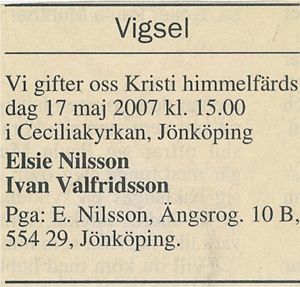 Vigsel
Vi gifter oss Kristi himmelfärds
dag 17 maj 2007 kl. 15.00
i Ceciliakyrkan, Jönköping
Elsie Nilsson
Ivan Valfridsson
Pga: E. Nilsson, Ängsrog. 10 B,
554 29, Jönköping.